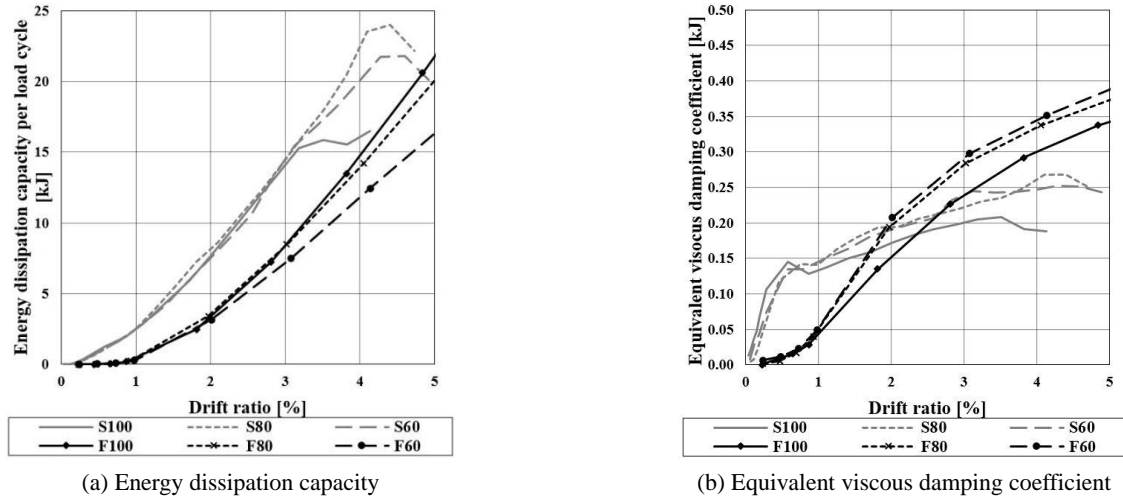 25
20
15
10
5
0
Energy dissipation capacity per load cycle
[kJ]
0 1 2 3 4 5
Drift ratio [%]
S100 S80 S60
F100 F80 F60
(a) Energy dissipation capacity
0.50
0.45
0.40
0.35
0.30
0.25
0.20
0.15
0.10
0.05
0.00
Equivalent visocus damping coefficient [kJ]
0 1 2 3 4 5
Drift ratio [%]
S100 S80 S60
F100 F80 F60
(b) Equivalent viscous damping coefficient